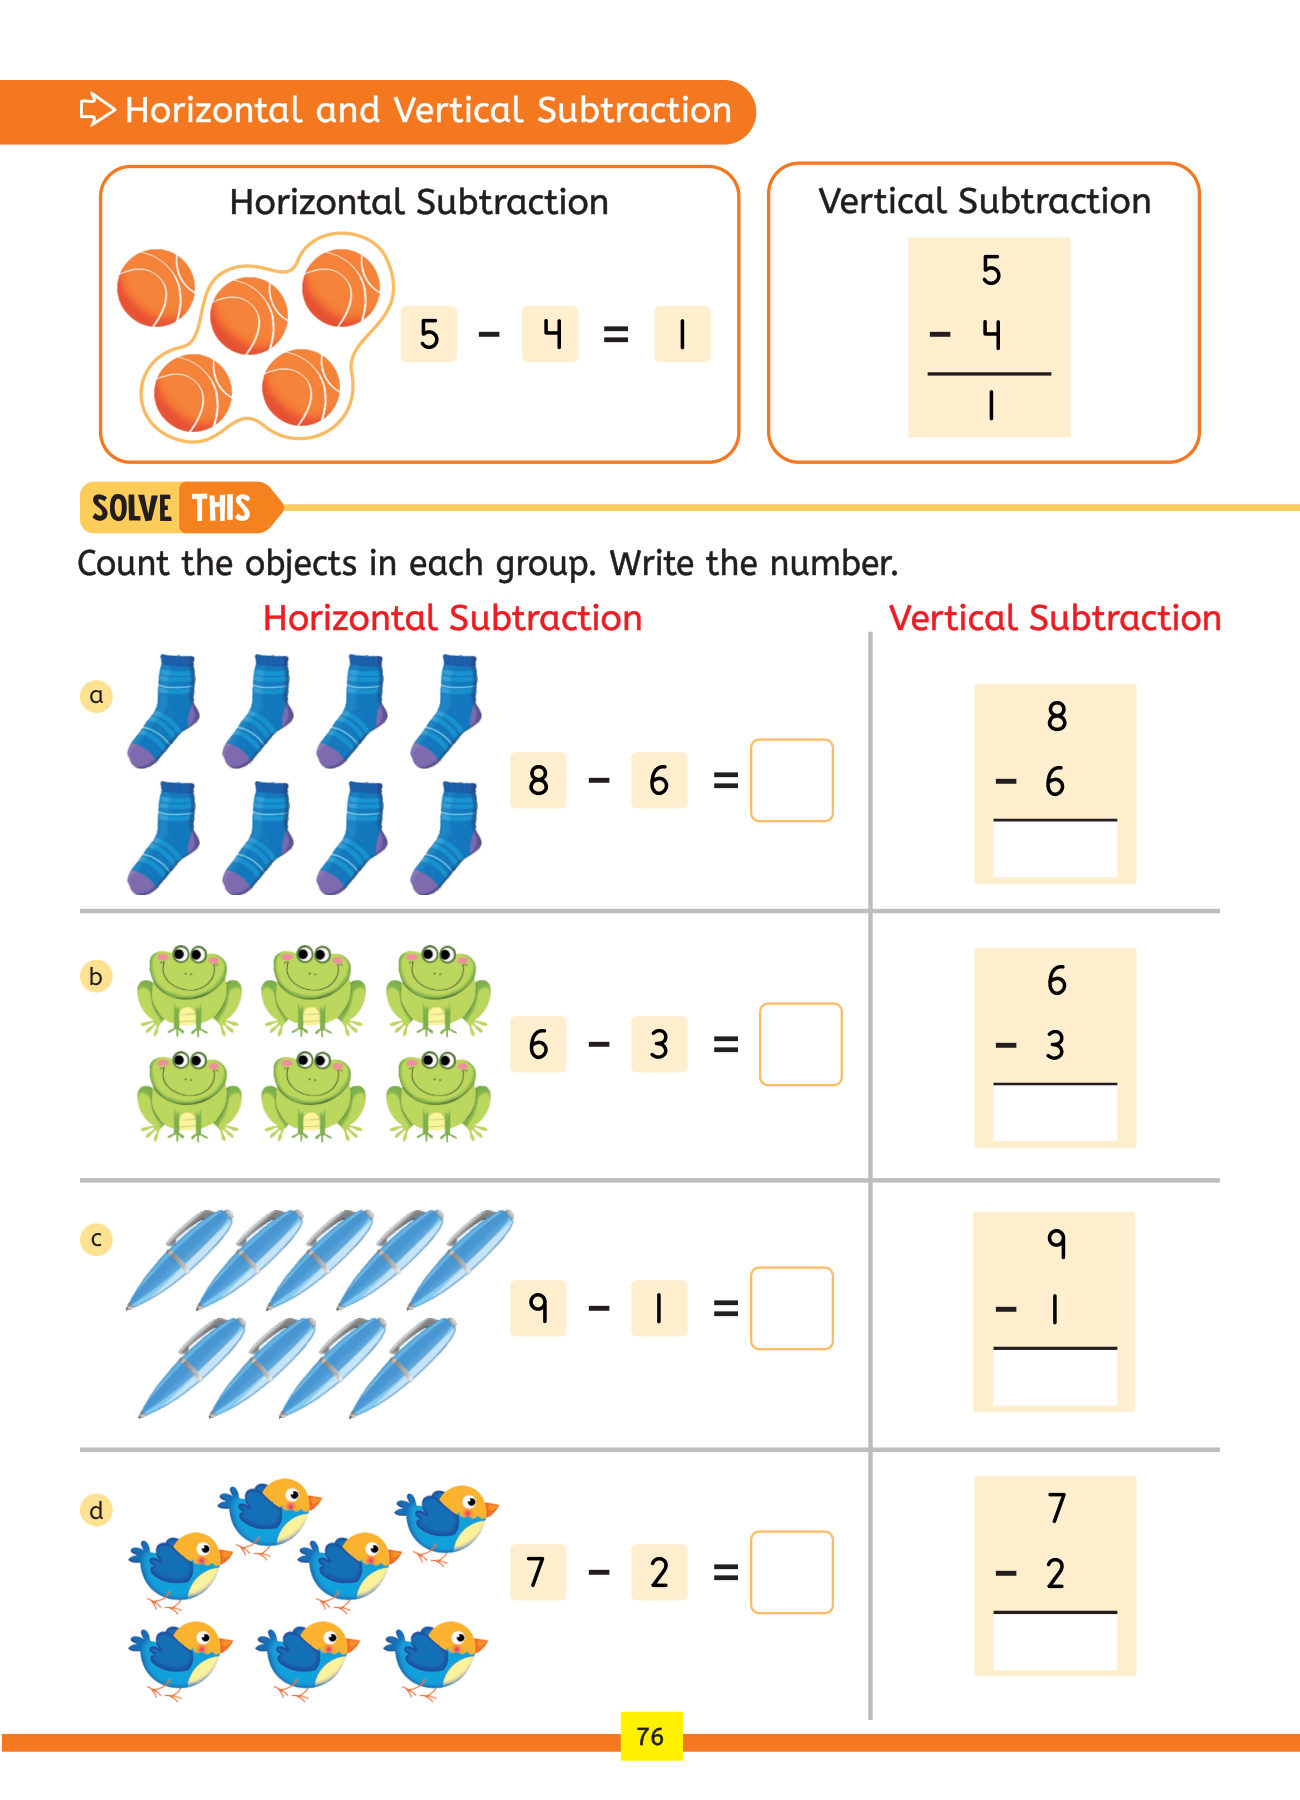 Horizontal and Vertical Subtraction
Horizontal Subtraction
5 - 4 = 1
Vertical Subtraction
5
- 4
1
SOLVE THIS
Count the objects in each group. Write the number.
Horizontal Subtraction
Vertical Subtraction
a
8 - 6 =
8
- 6
b
6 - 3 =
6
- 3
c
9 - 1 =
9
- 1
d
7 - 2 =
7
- 2
76